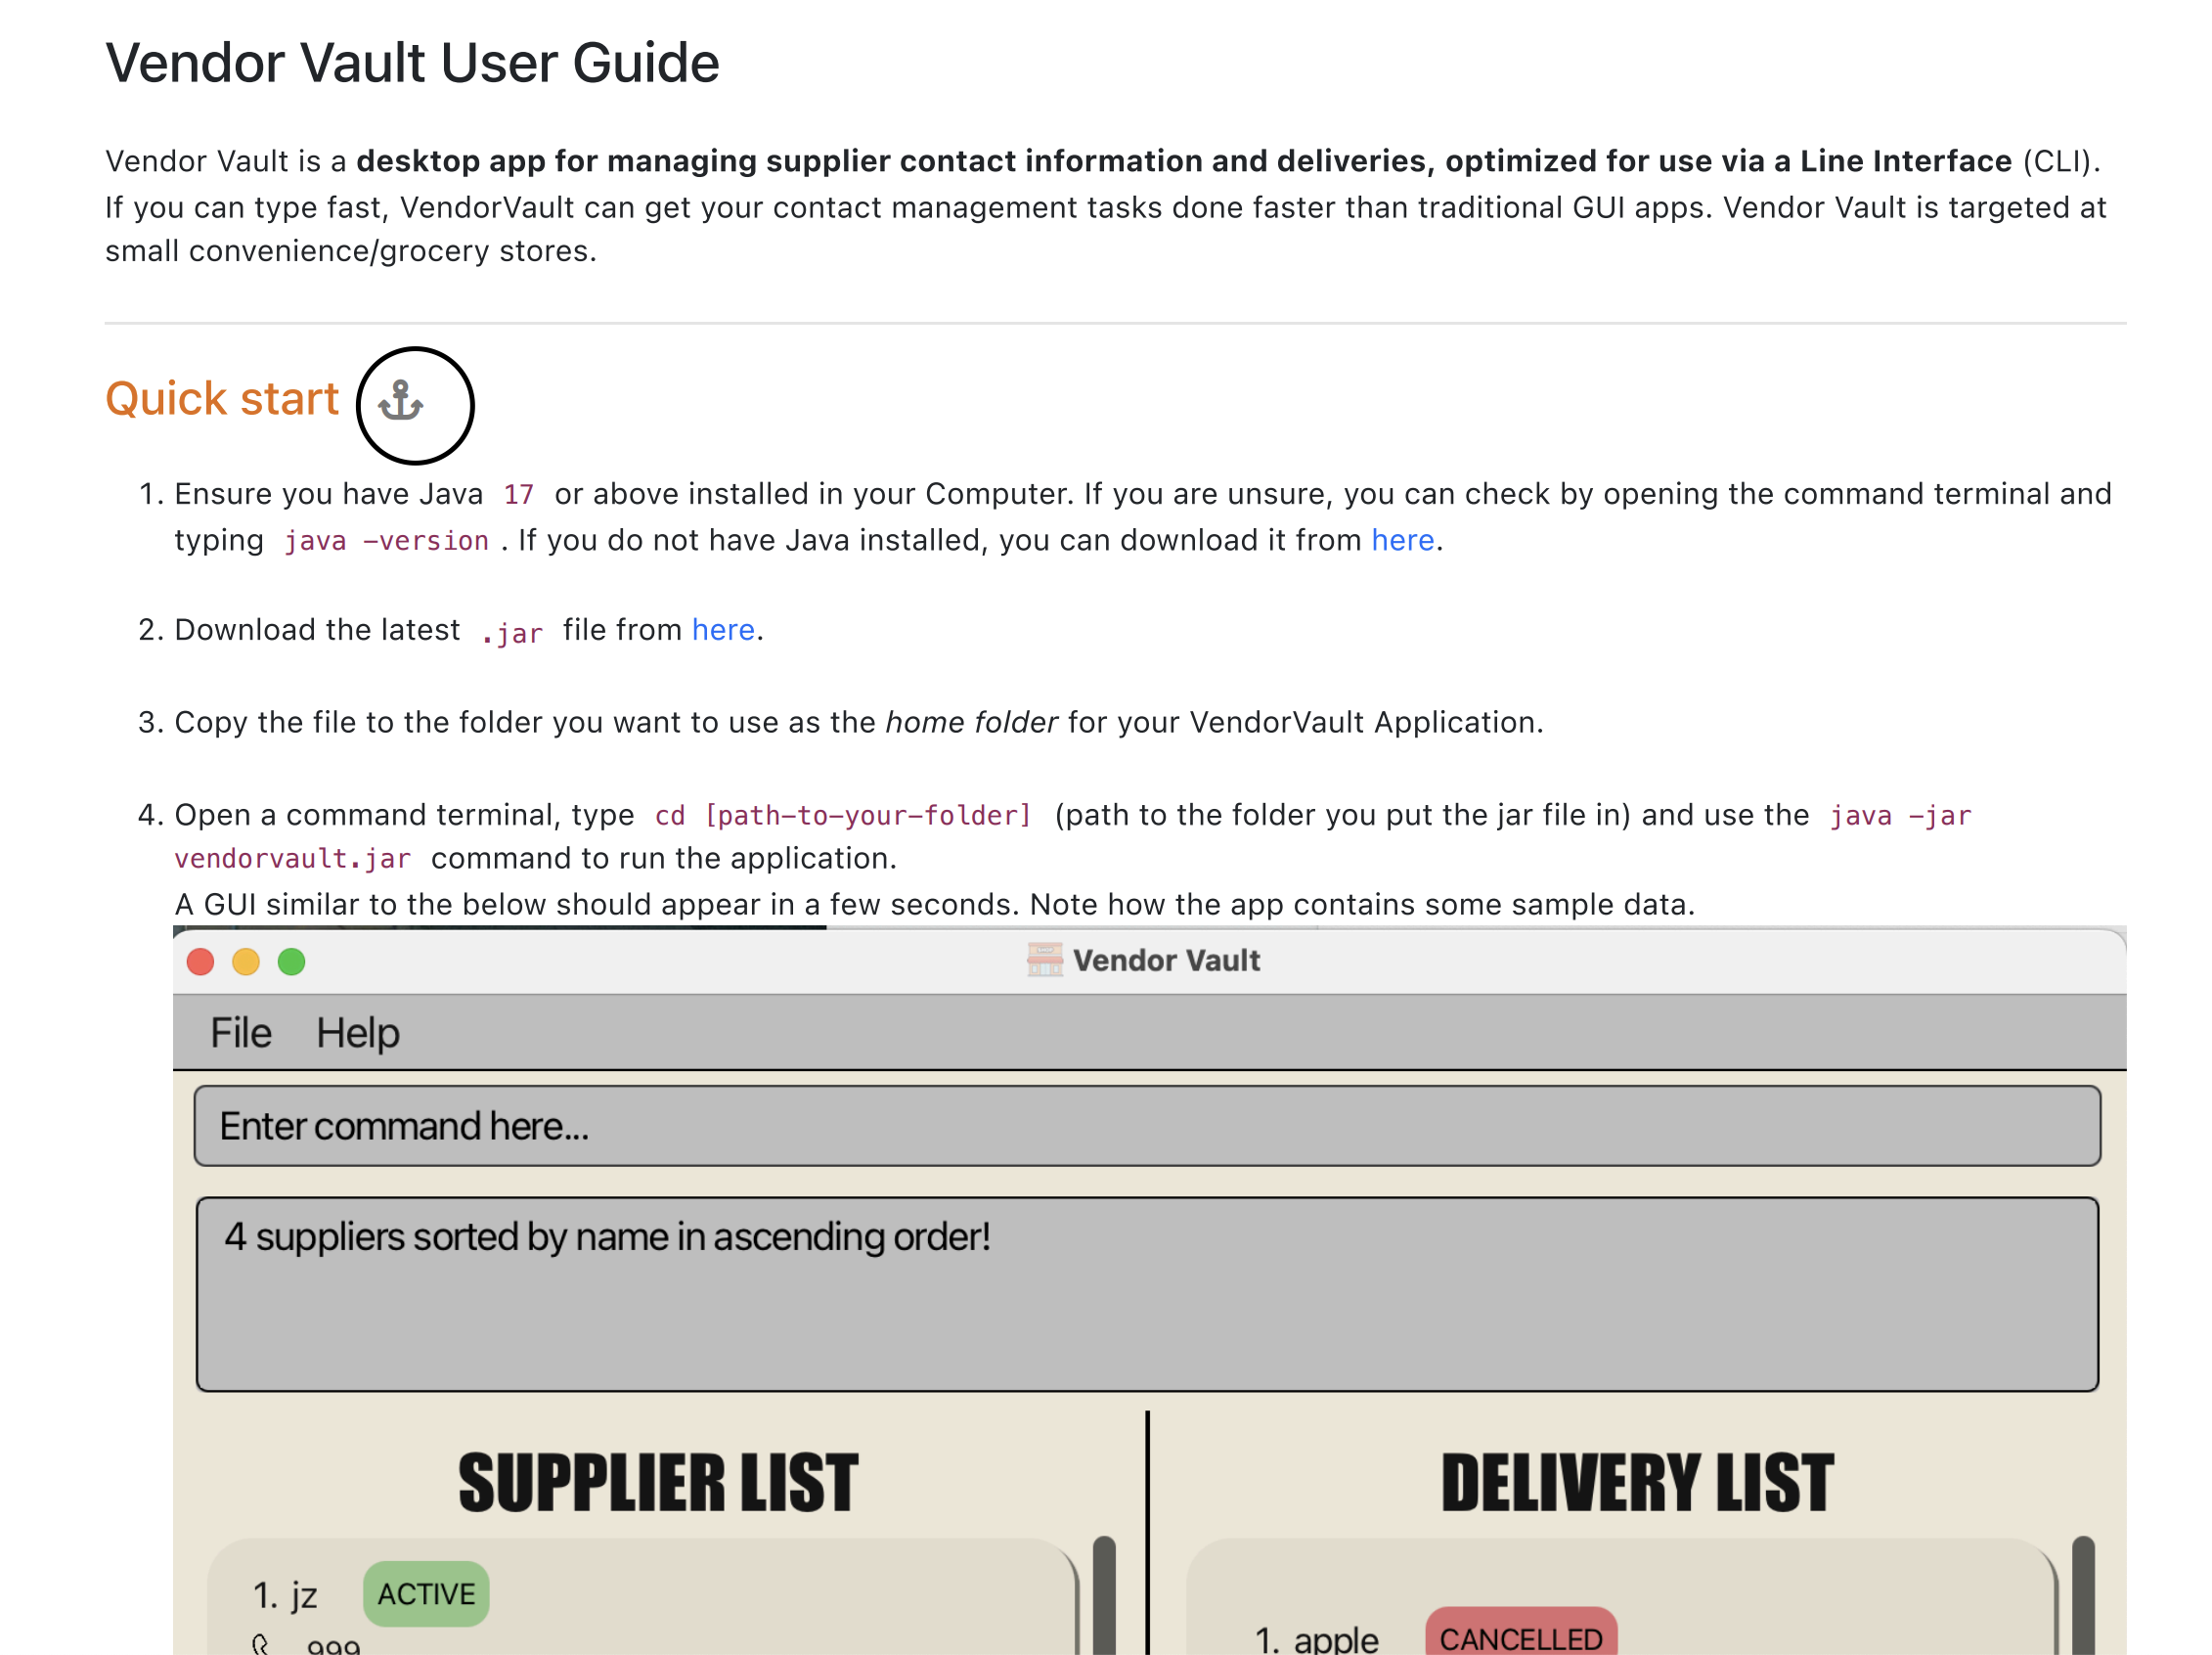 Vendor Vault User Guide
Vendor Vault is a desktop app for managing supplier contact information and deliveries, optimized for use via a Line Interface (CLI).
If you can type fast, VendorVault can get your contact management tasks done faster than traditional GUI apps. Vendor Vault is targeted at
small convenience/grocery stores.
Quick start
1. Ensure you have Java 17 or above installed in your Computer. If you are unsure, you can check by opening the command terminal and
typing java -version . If you do not have Java installed, you can download it from here.
2. Download the latest .jar file from here.
3. Copy the file to the folder you want to use as the home folder for your VendorVault Application.
4. Open a command terminal, type cd [path-to-your-folder] (path to the folder you put the jar file in) and use the java -jar
vendorvault.jar command to run the application.
A GUI similar to the below should appear in a few seconds. Note how the app contains some sample data.
Vendor Vault
File Help
Enter command here...
4 suppliers sorted by name in ascending order!
SUPPLIER LIST
DELIVERY LIST
1. jz ACTIVE
999
1. apple CANCELLED